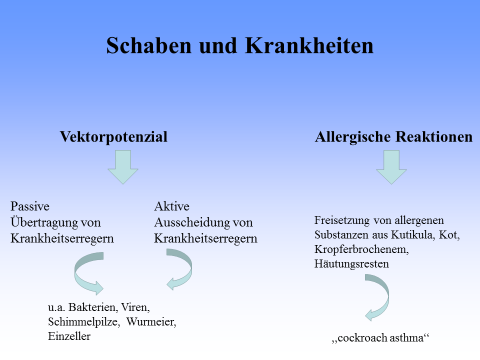 Schaben und Krankheiten
Vektorpotenzial
Allergische Reaktionen
Passive
Übertragung von
Krankheitserregern
Aktive
Ausscheidung von
Krankheitserregern
Freisetzung von allergenen
Substanzen aus Kutikula, Kot,
Kropferbrochenem,
Häutungsresten
u.a. Bakterien, Viren,
Schimmelpilze, Wurmeier,
Einzeller
„cockroach asthma“